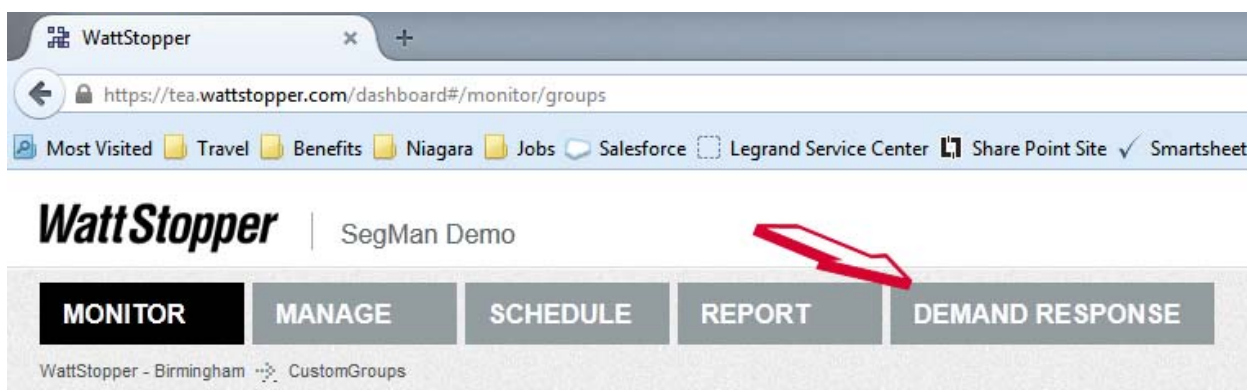 WattStopper × +
https://tea.wattstopper.com/dashboard#/monitor/groups
Most Visited Travel Benefits Niagara Jobs Salesforce Legrand Service Center Share Point Site Smartsheet
WattStopper SegMan Demo
MONITOR MANAGE SCHEDULE REPORT DEMAND RESPONSE
WattStopper - Birmingham CustomGroups